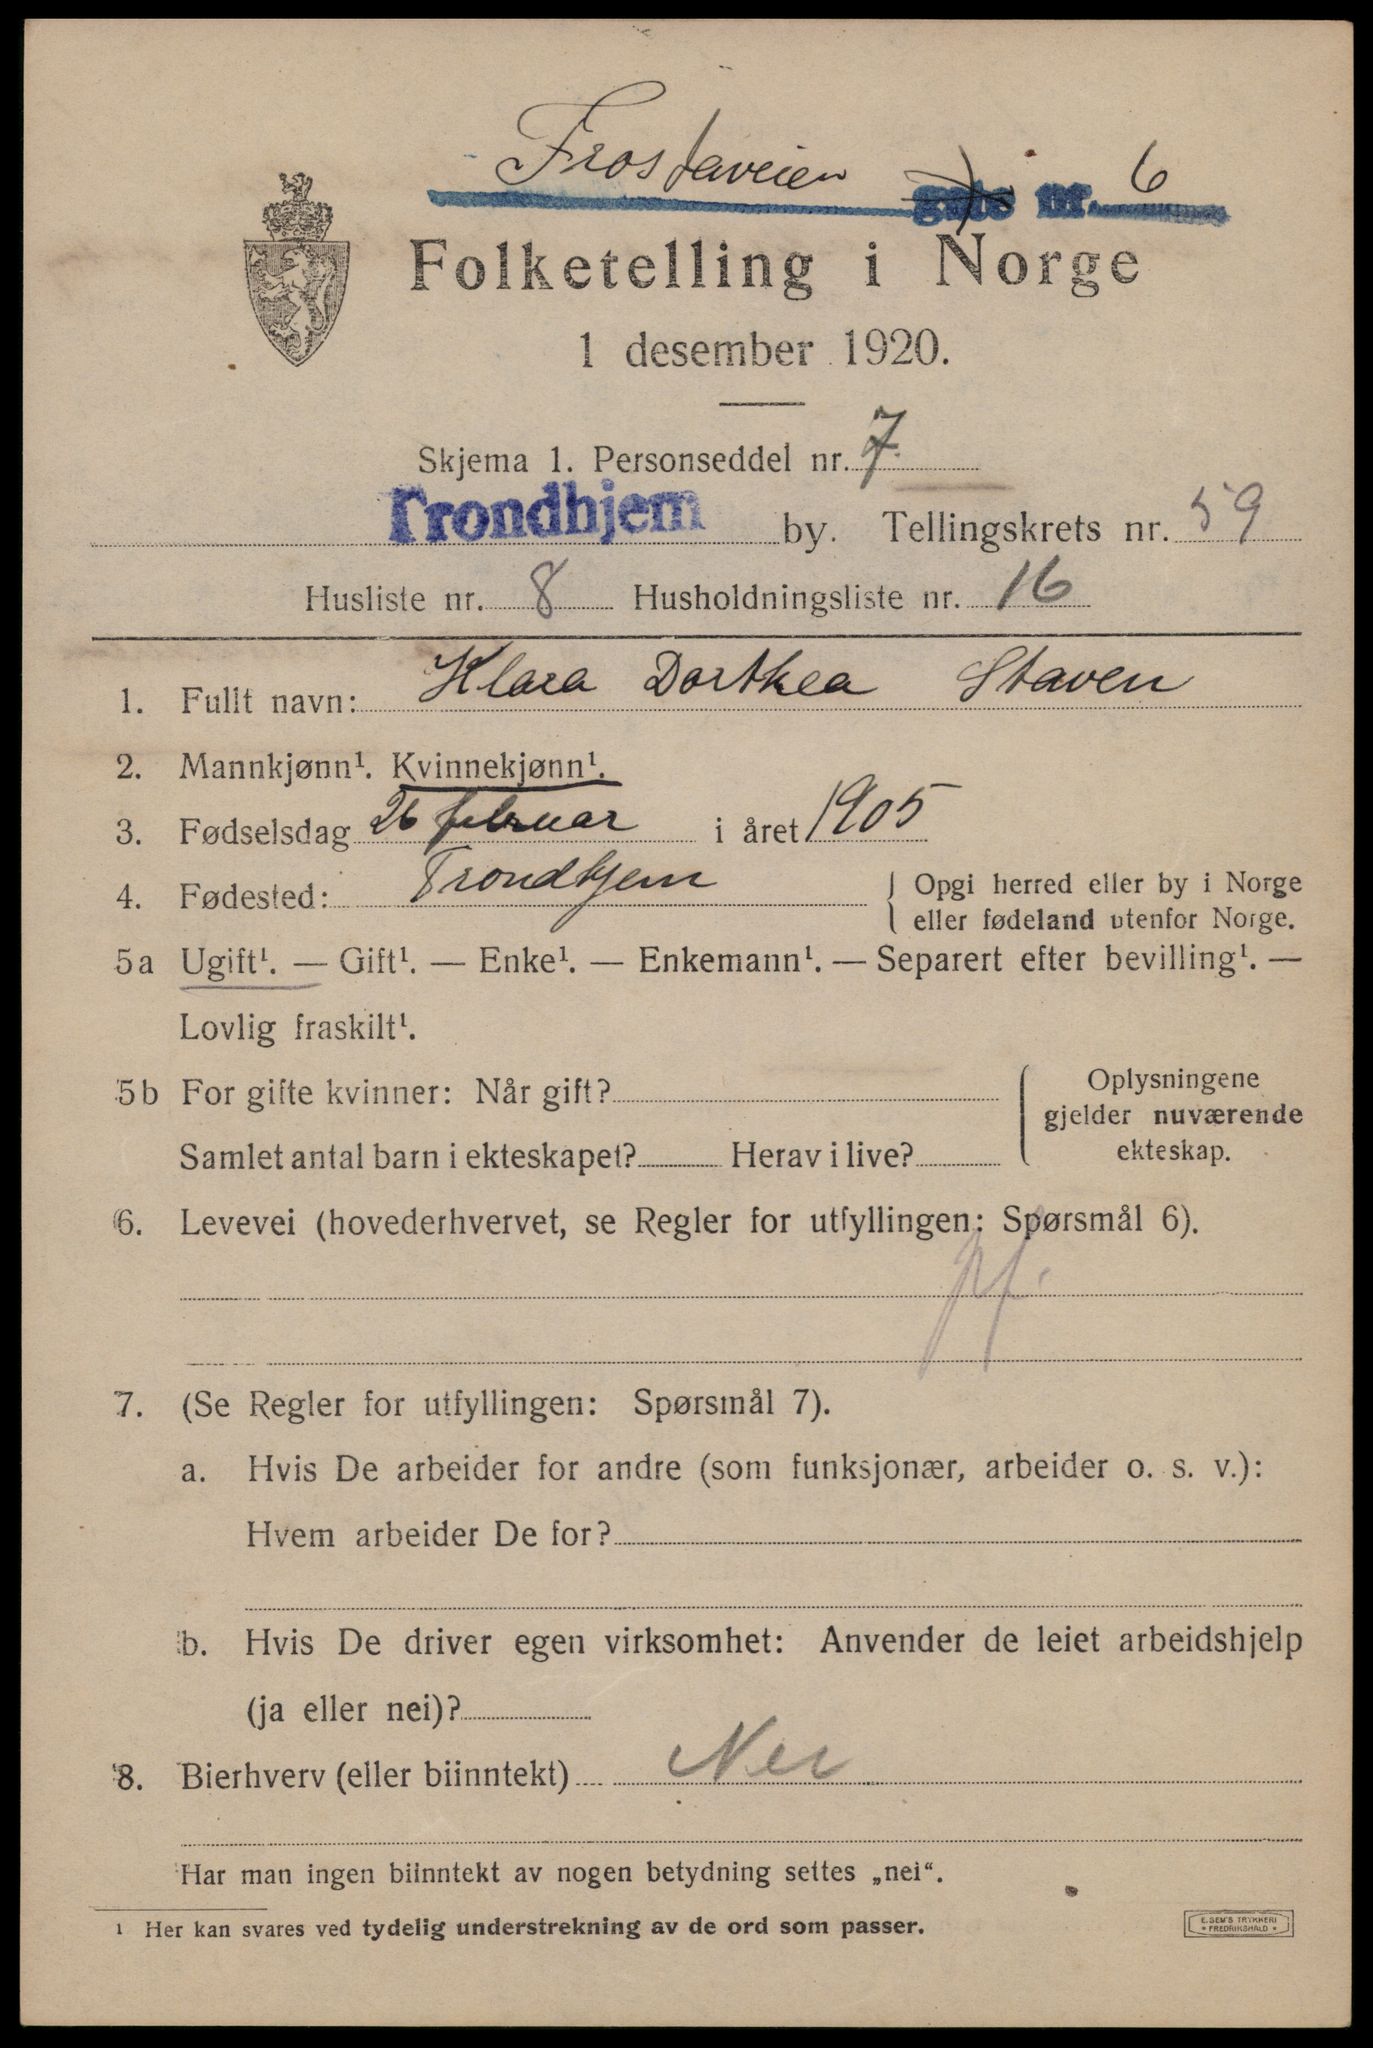 Frostaveien gate nr. 6
Folketelling i Norge
1 desember 1920.
Skjema 1. Personseddel nr. 7
Trondhjem by. Tellingskrets nr. 59
Husliste nr. 8 Husholdningsliste nr. 16
1. Fullt navn: Klara Dorthea Staven
2. Mannkjønn¹. Kvinnekjønn¹.
3. Fødselsdag 26 februar i året 1905
4. Fødested: Trondhjem { Opgi herred eller by i Norge
eller fødeland utenfor Norge.
5a Ugift¹. — Gift¹. — Enke¹. — Enkemann¹. — Separert efter bevilling¹. —
Lovlig fraskilt¹.
5b For gifte kvinner: Når gift? { Oplysningene
gjelder nuværende
Samlet antal barn i ekteskapet? Herav i live? ekteskap.
6. Levevei (hovederhvervet, se Regler for utfyllingen: Spørsmål 6).
7. (Se Regler for utfyllingen: Spørsmål 7).
a. Hvis De arbeider for andre (som funksjonær, arbeider o. s. v.):
Hvem arbeider De for?
b. Hvis De driver egen virksomhet: Anvender de leiet arbeidshjelp
(ja eller nei)?
8. Bierhverv (eller biinntekt) Nei
Har man ingen biinntekt av nogen betydning settes „nei“.
¹ Her kan svares ved tydelig understrekning av de ord som passer.
E. SEM'S TRYKKERI
* FREDRIKSHALD *